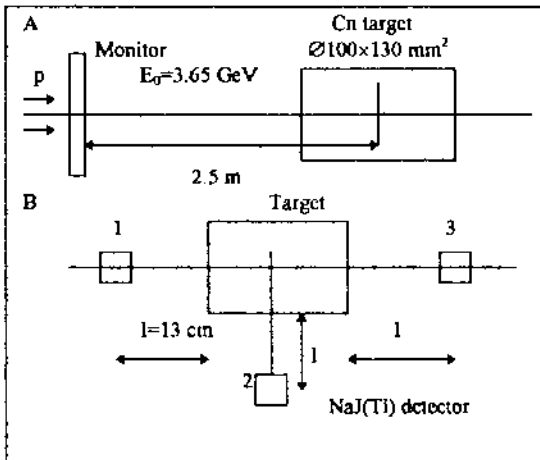 A
Cn target
Ø100×130 mm²
Monitor
E₀=3.65 GeV
p
2.5 m
B
Target
1
3
l=13 cm
l
l
2
NaJ(Ti) detector